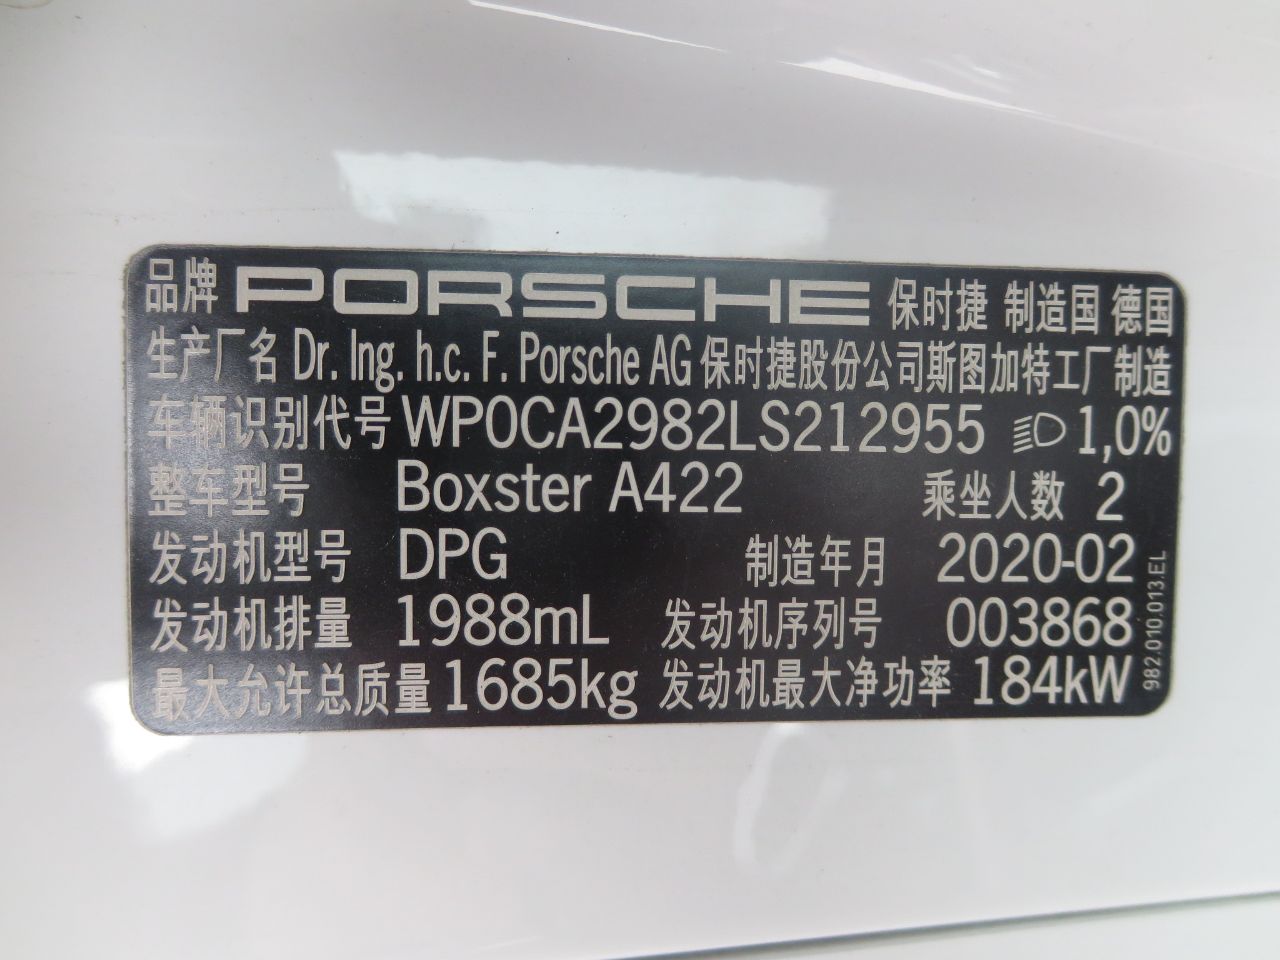 品牌 PORSCHE 保时捷 制造国 德国
生产厂名 Dr. Ing. h.c. F. Porsche AG 保时捷股份公司斯图加特工厂制造
车辆识别代号 WP0CA2982LS212955 1,0%
整车型号 Boxster A422 乘坐人数 2
发动机型号 DPG 制造年月 2020-02
发动机排量 1988mL 发动机序列号 003868
最大允许总质量 1685kg 发动机最大净功率 184kW
982.010.013.EL